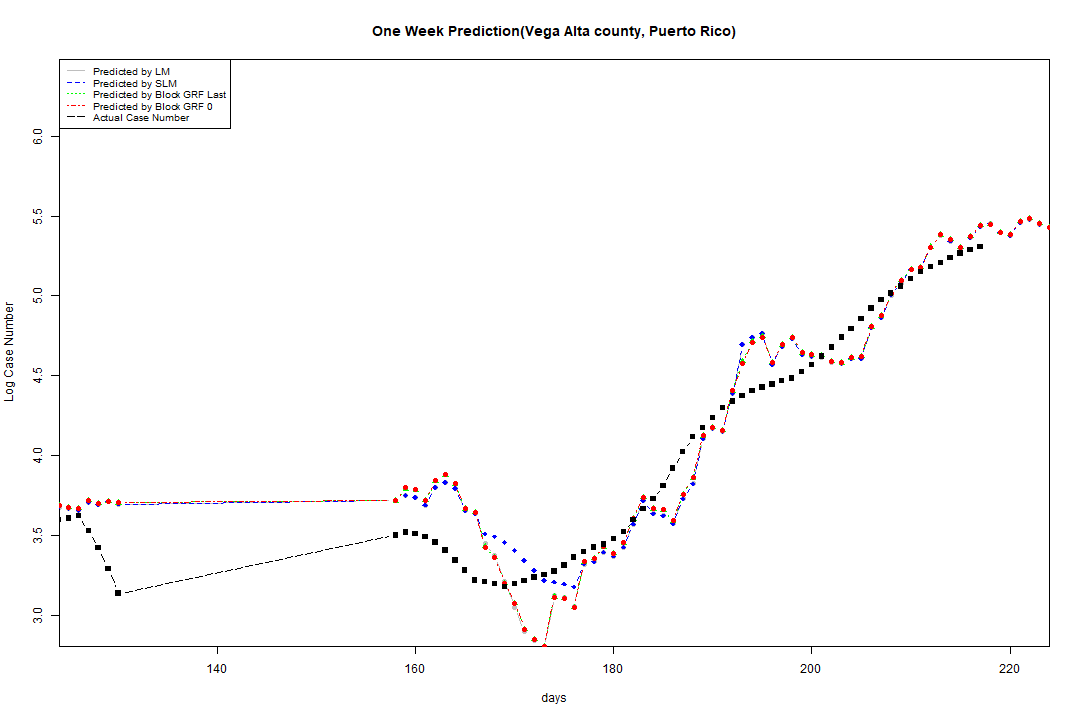 One Week Prediction(Vega Alta county, Puerto Rico)
Predicted by LM
Predicted by SLM
Predicted by Block GRF Last
Predicted by Block GRF 0
Actual Case Number
6.0
5.5
5.0
4.5
4.0
3.5
3.0
Log Case Number
140 160 180 200 220
days